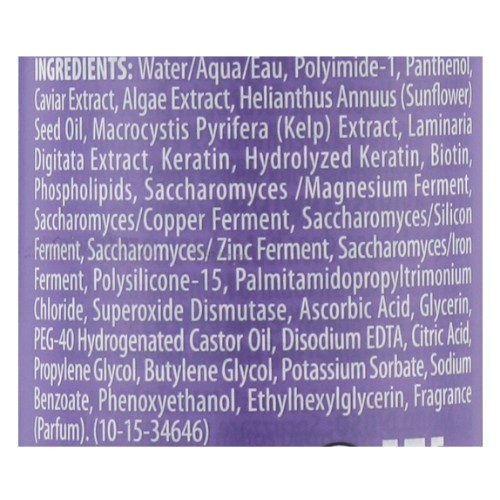 INGREDIENTS: Water/Aqua/Eau, Polyimide-1, Panthenol,
Caviar Extract, Algae Extract, Helianthus Annuus (Sunflower)
Seed Oil, Macrocystis Pyrifera (Kelp) Extract, Laminaria
Digitata Extract, Keratin, Hydrolyzed Keratin, Biotin,
Phospholipids, Saccharomyces /Magnesium Ferment,
Saccharomyces/Copper Ferment, Saccharomyces/Silicon
Ferment, Saccharomyces/ Zinc Ferment, Saccharomyces/Iron
Ferment, Polysilicone-15, Palmitamidopropyltrimonium
Chloride, Superoxide Dismutase, Ascorbic Acid, Glycerin,
PEG-40 Hydrogenated Castor Oil, Disodium EDTA, Citric Acid,
Propylene Glycol, Butylene Glycol, Potassium Sorbate, Sodium
Benzoate, Phenoxyethanol, Ethylhexylglycerin, Fragrance
(Parfum). (10-15-34646)